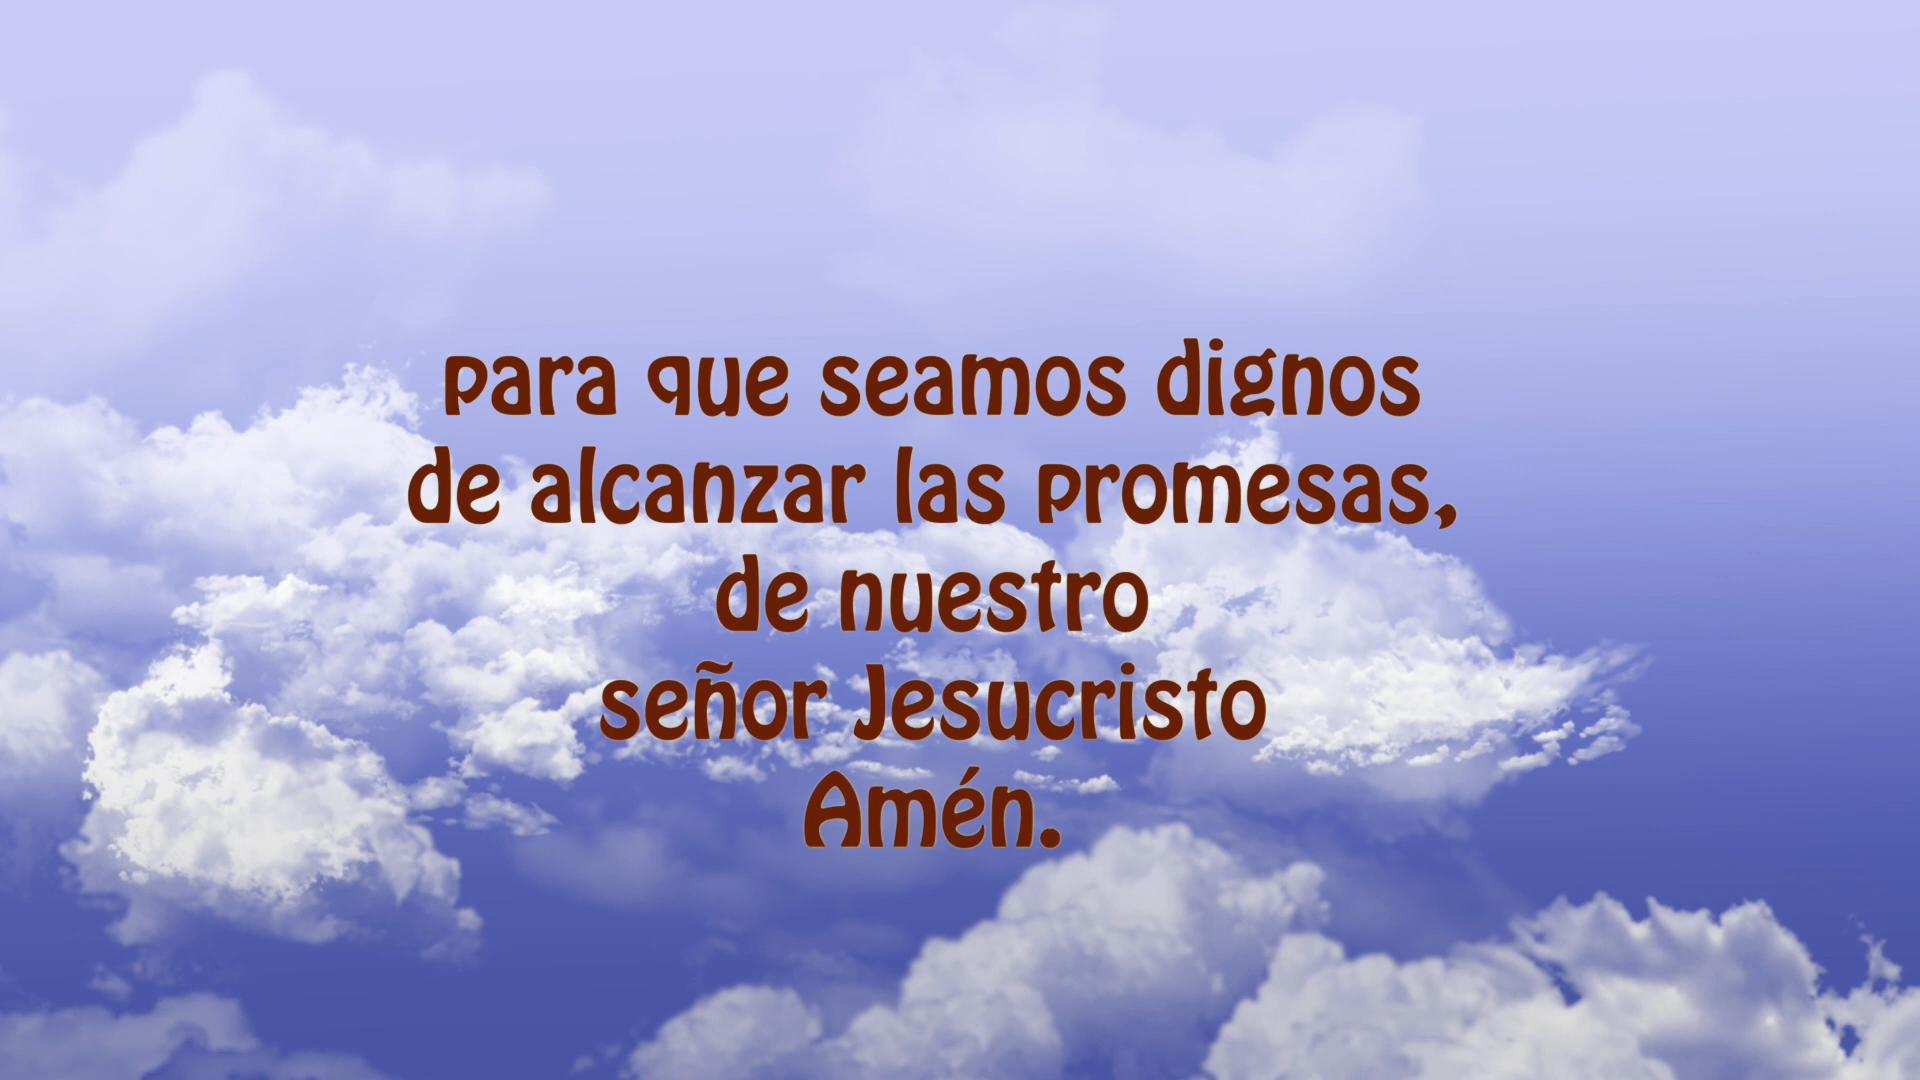 para que seamos dignos
de alcanzar las promesas,
de nuestro
señor Jesucristo
Amén.